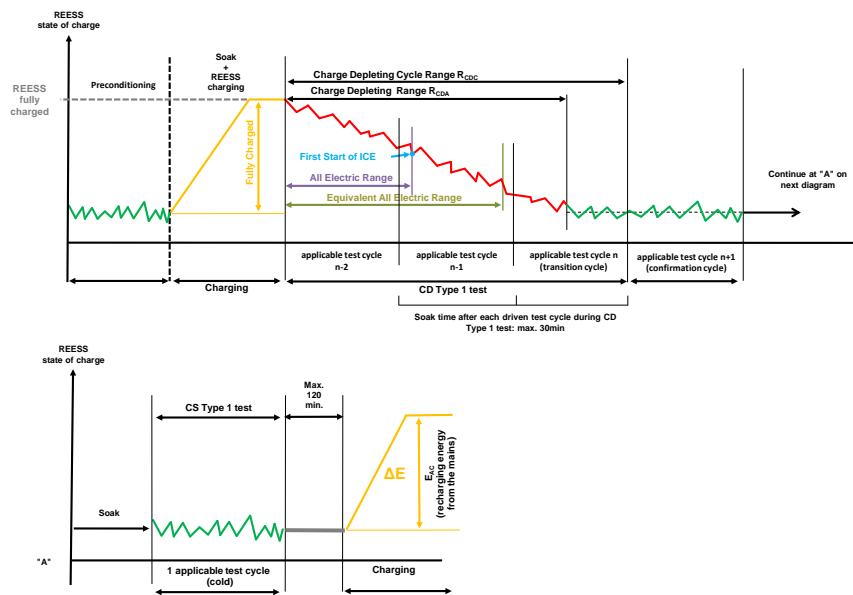 REESS
state of charge
Soak
+
REESS
charging
Preconditioning
Charge Depleting Cycle Range RCDC
Charge Depleting Range RCDA
REESS
fully
charged
Fully Charged
First Start of ICE
All Electric Range
Equivalent All Electric Range
Continue at "A" on
next diagram
applicable test cycle
n-2
applicable test cycle
n-1
applicable test cycle n
(transition cycle)
applicable test cycle n+1
(confirmation cycle)
Charging
CD Type 1 test
Soak time after each driven test cycle during CD
Type 1 test: max. 30min
REESS
state of charge
CS Type 1 test
Max.
120
min.
ΔE
EAC
(recharging energy
from the mains)
Soak
"A"
1 applicable test cycle
(cold)
Charging